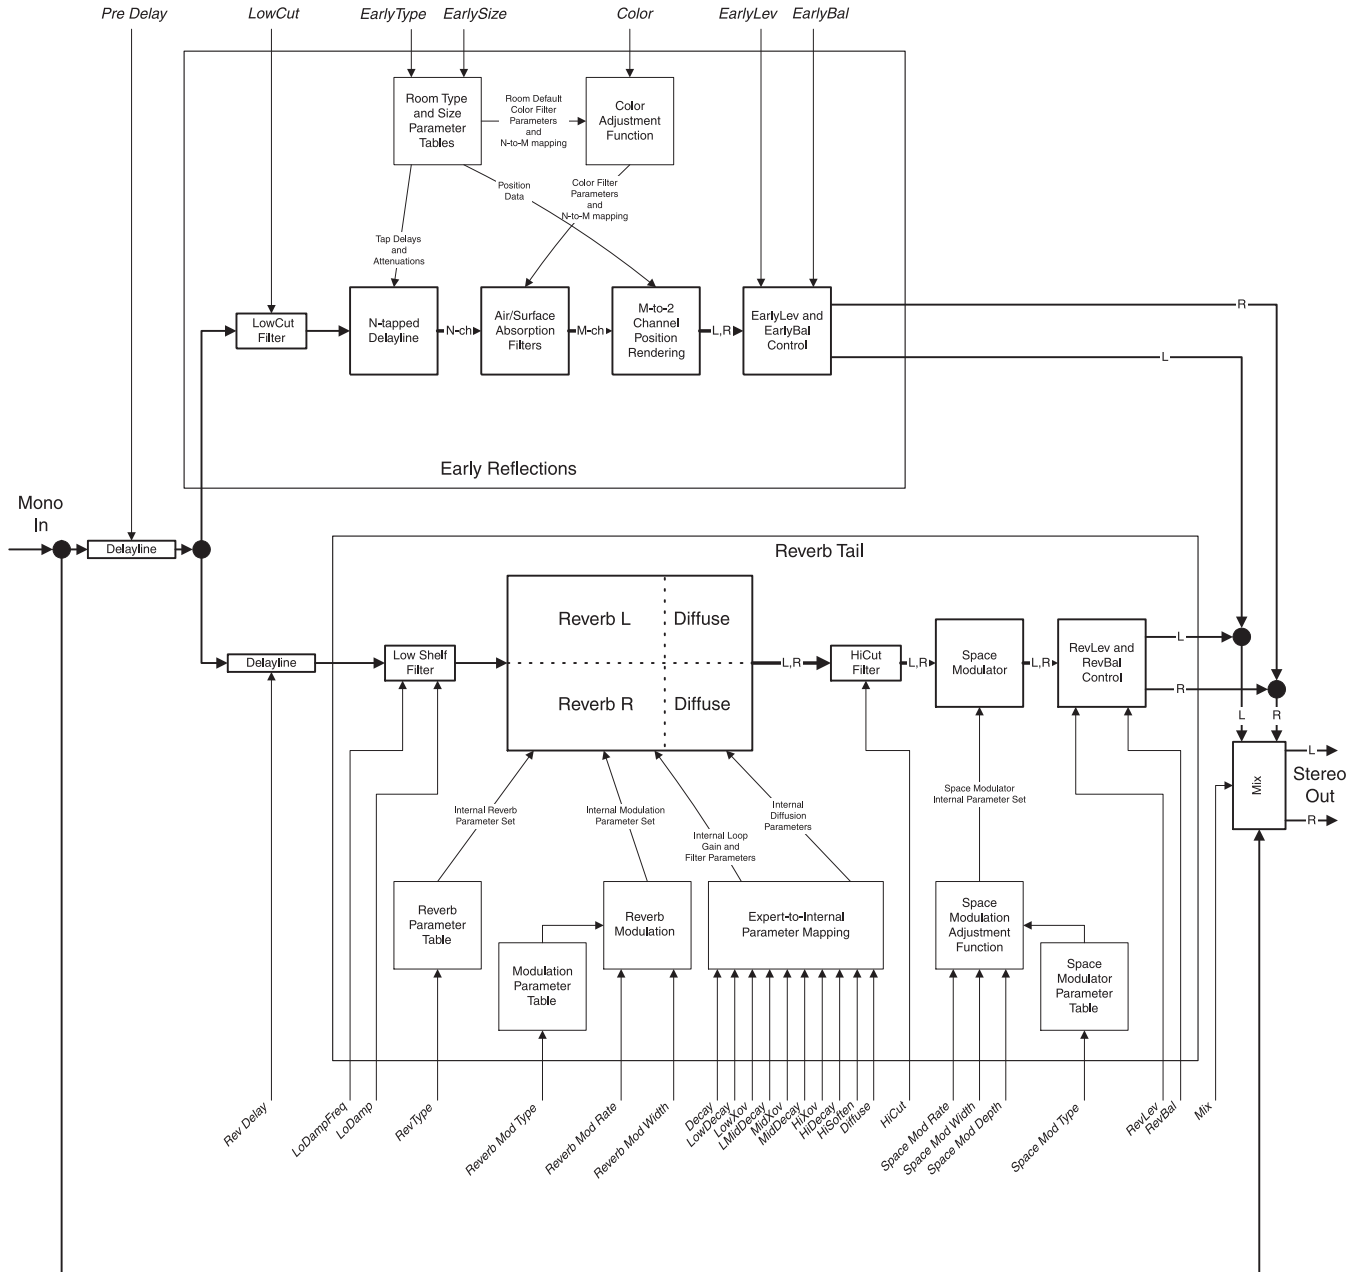 Pre Delay
LowCut
EarlyType
EarlySize
Color
EarlyLev
EarlyBal
Room Type
and Size
Parameter
Tables
Room Default
Color Filter
Parameters
and
N-to-M mapping
Color
Adjustment
Function
Position
Data
Color Filter
Parameters
and
N-to-M mapping
Tap Delays
and
Attenuations
LowCut
Filter
N-tapped
Delayline
N-ch
Air/Surface
Absorption
Filters
M-ch
M-to-2
Channel
Position
Rendering
L,R
EarlyLev and
EarlyBal
Control
R
L
Early Reflections
Mono
In
Delayline
Reverb Tail
Delayline
Low Shelf
Filter
Reverb L
Diffuse
Reverb R
Diffuse
L,R
HiCut
Filter
L,R
Space
Modulator
L,R
RevLev and
RevBal
Control
L
R
L
R
Mix
L
Stereo
Out
R
Internal Reverb
Parameter Set
Internal Modulation
Parameter Set
Internal Loop
Gain and
Filter Parameters
Internal
Diffusion
Parameters
Space Modulator
Internal Parameter Set
Reverb
Parameter
Table
Modulation
Parameter
Table
Reverb
Modulation
Expert-to-Internal
Parameter Mapping
Space
Modulation
Adjustment
Function
Space
Modulator
Parameter
Table
Rev Delay
LoDampFreq
LoDamp
RevType
Reverb Mod Type
Reverb Mod Rate
Reverb Mod Width
Decay
LowDecay
LowXov
LMidDecay
MidXov
MidDecay
HiXov
HiDecay
HiSoften
Diffuse
HiCut
Space Mod Rate
Space Mod Width
Space Mod Depth
Space Mod Type
RevLev
RevBal
Mix